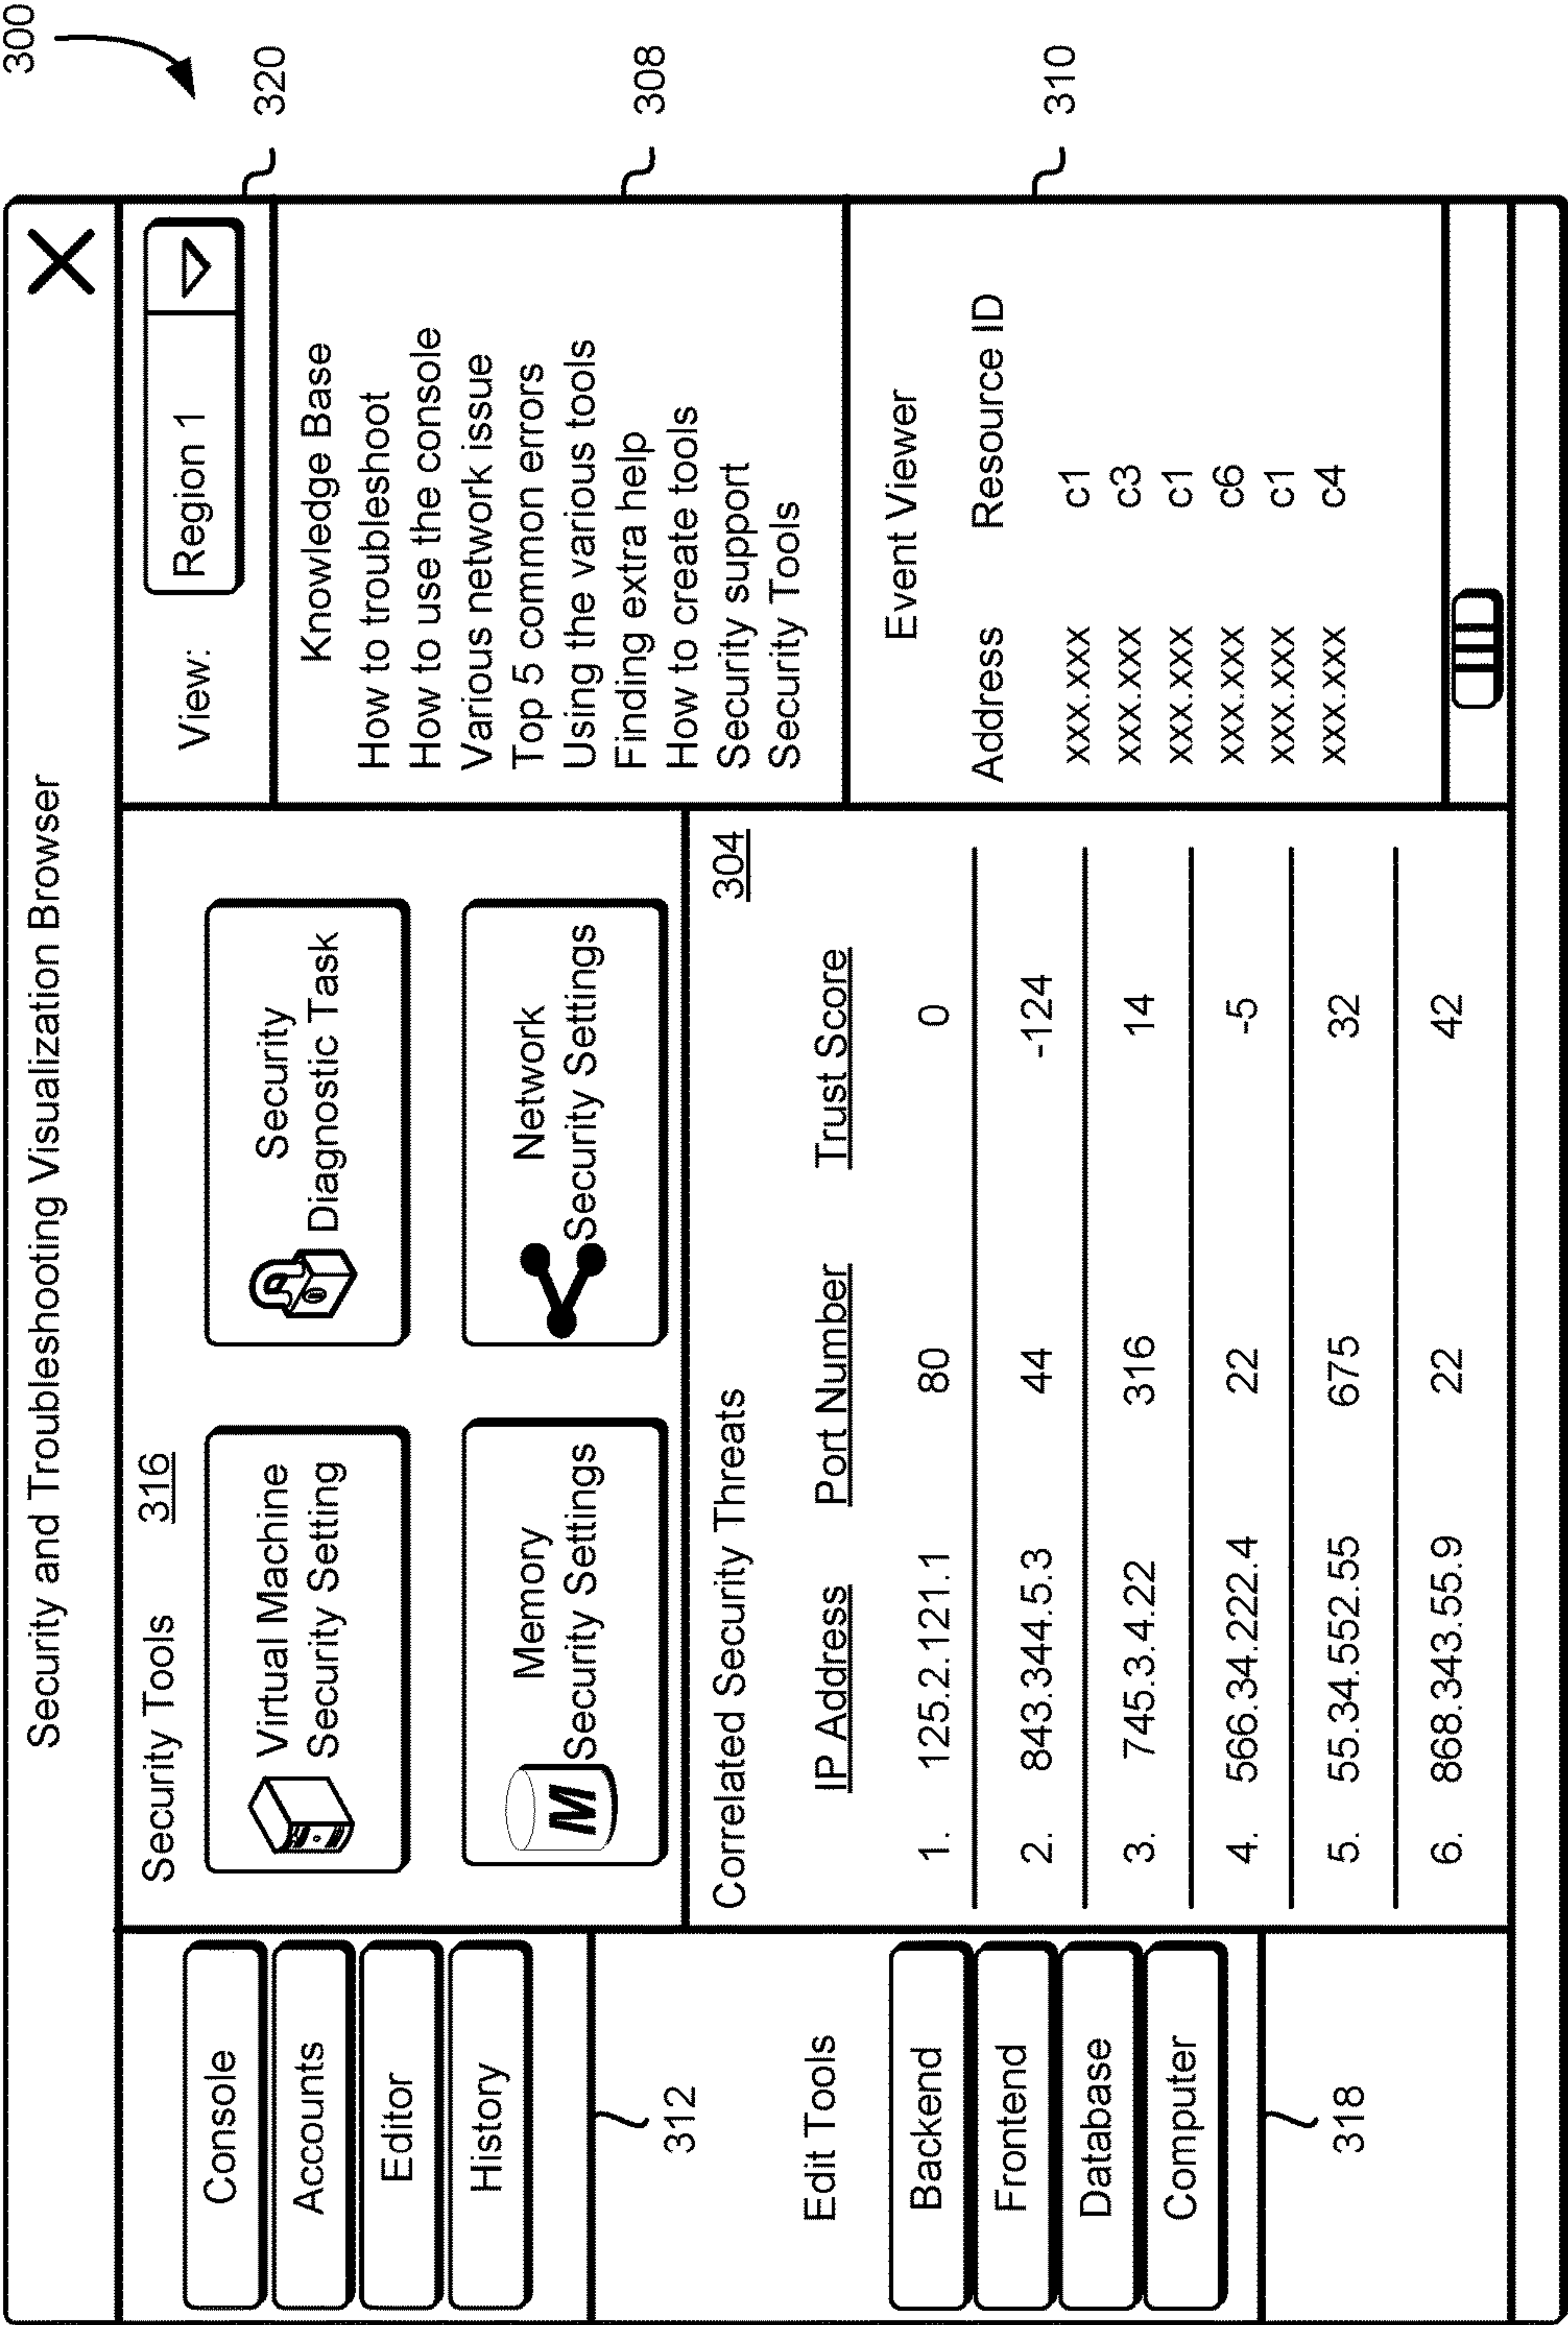 300
Security and Troubleshooting Visualization Browser
Console
Accounts
Editor
History
312
Edit Tools
Backend
Frontend
Database
Computer
318
Security Tools 316
Virtual Machine
Security Setting
Security
Diagnostic Task
M
Memory
Security Settings
Network
Security Settings
Correlated Security Threats 304
IP Address Port Number Trust Score
1. 125.2.121.1 80 0
2. 843.344.5.3 44 -124
3. 745.3.4.22 316 14
4. 566.34.222.4 22 -5
5. 55.34.552.55 675 32
6. 868.343.55.9 22 42
View: Region 1
320
Knowledge Base
How to troubleshoot
How to use the console
Various network issue
Top 5 common errors
Using the various tools
Finding extra help
How to create tools
Security support
Security Tools
308
Event Viewer
Address Resource ID
xxx.xxx c1
xxx.xxx c3
xxx.xxx c1
xxx.xxx c6
xxx.xxx c1
xxx.xxx c4
310